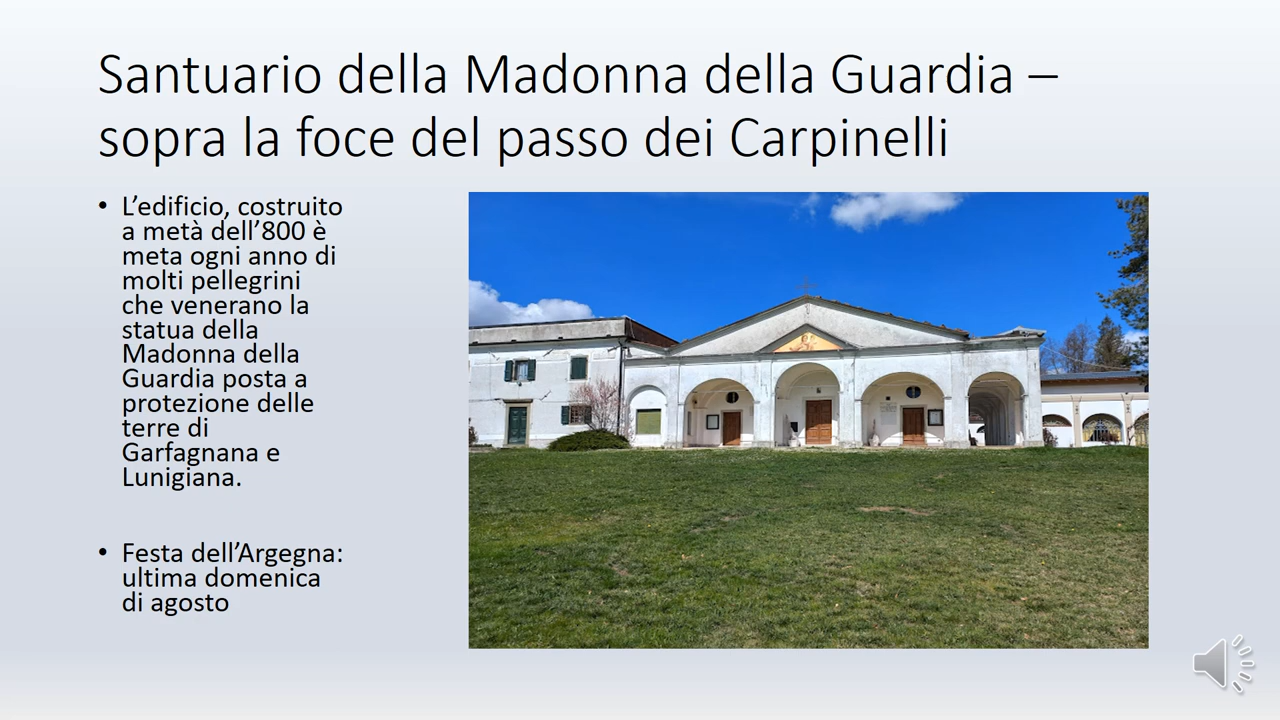 Santuario della Madonna della Guardia –
sopra la foce del passo dei Carpinelli
• L’edificio, costruito
a metà dell’800 è
meta ogni anno di
molti pellegrini
che venerano la
statua della
Madonna della
Guardia posta a
protezione delle
terre di
Garfagnana e
Lunigiana.
• Festa dell’Argegna:
ultima domenica
di agosto